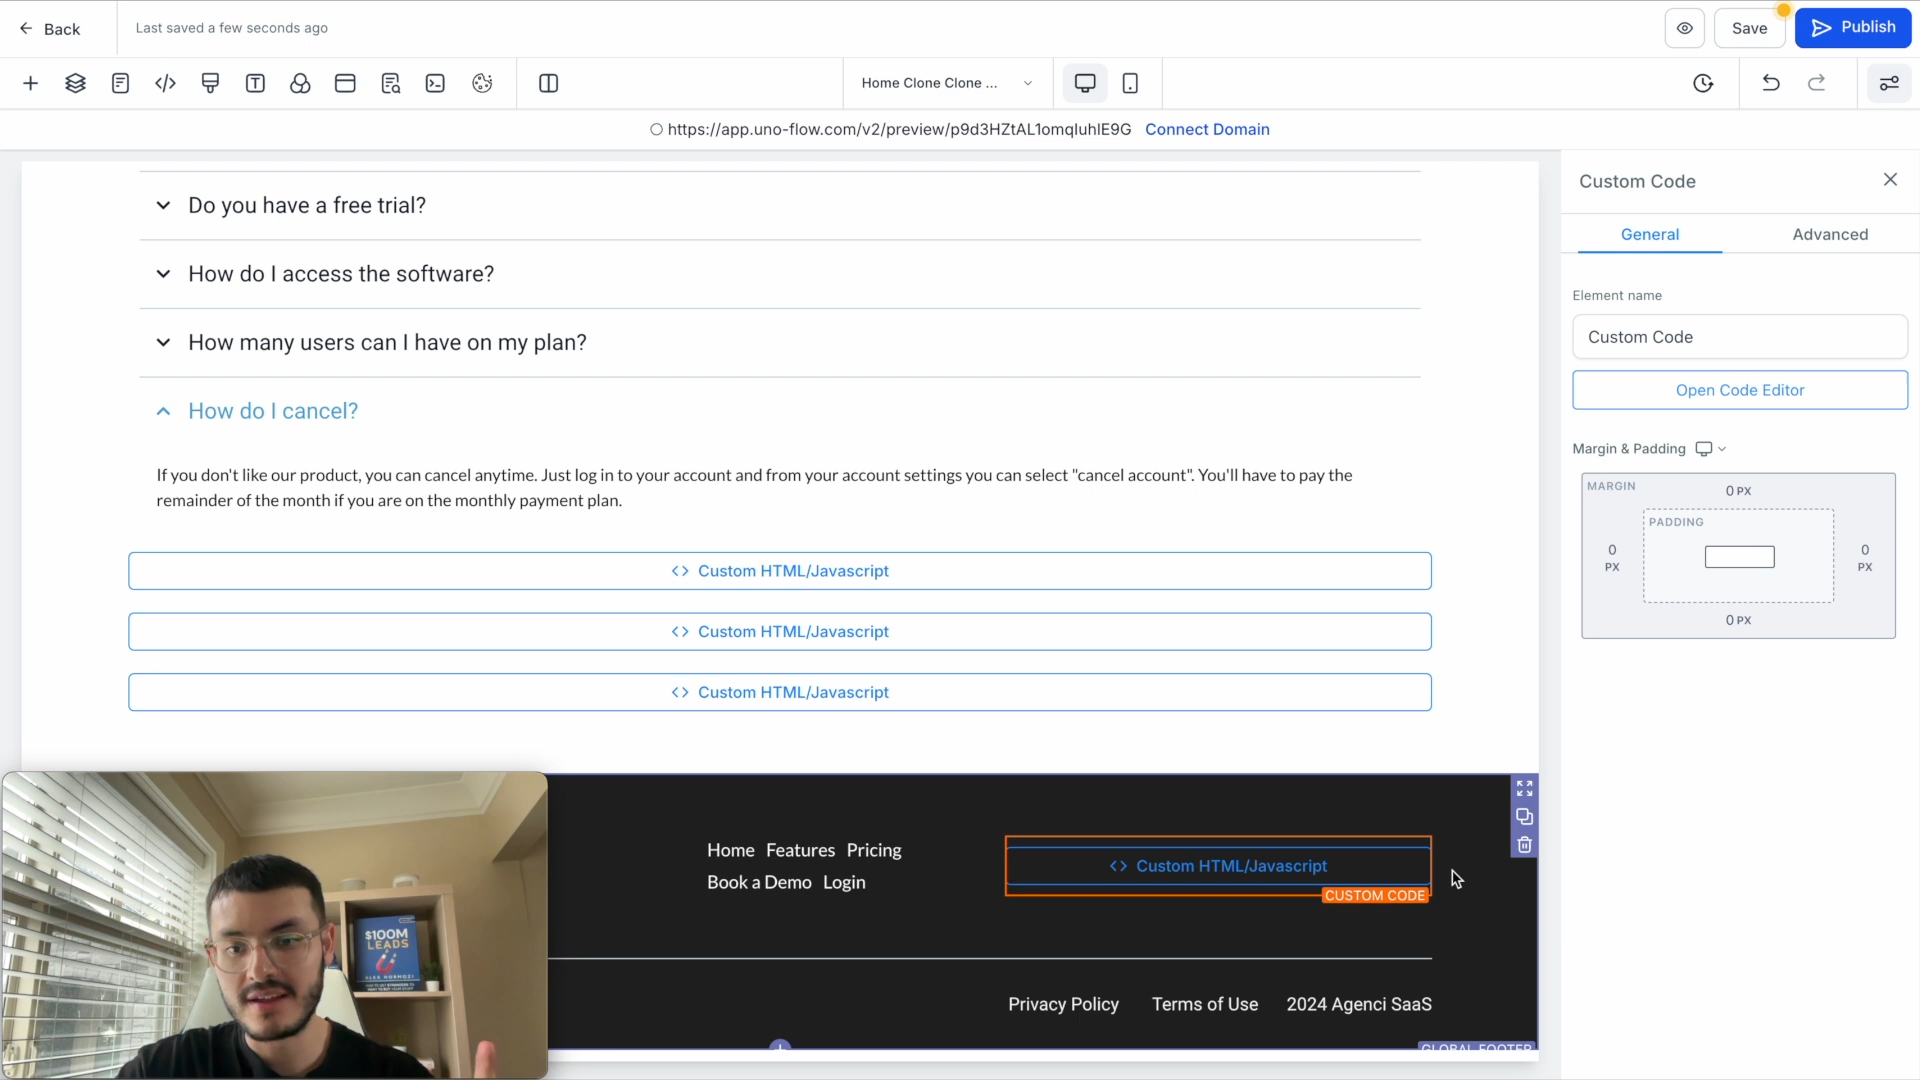 Back
Last saved a few seconds ago
Save
Publish
Home Clone Clone ...
https://app.uno-flow.com/v2/preview/p9d3HZtAL1omqIuhlE9G Connect Domain
Do you have a free trial?
How do I access the software?
How many users can I have on my plan?
How do I cancel?
If you don't like our product, you can cancel anytime. Just log in to your account and from your account settings you can select "cancel account". You'll have to pay the
remainder of the month if you are on the monthly payment plan.
<> Custom HTML/Javascript
<> Custom HTML/Javascript
<> Custom HTML/Javascript
Home Features Pricing
Book a Demo Login
<> Custom HTML/Javascript
CUSTOM CODE
Privacy Policy Terms of Use 2024 Agenci SaaS
GLOBAL FOOTER
Custom Code
General Advanced
Element name
Custom Code
Open Code Editor
Margin & Padding
MARGIN
0 PX
PADDING
0 PX
0 PX
0 PX
$100M
LEADS
ALEX HORMOZI